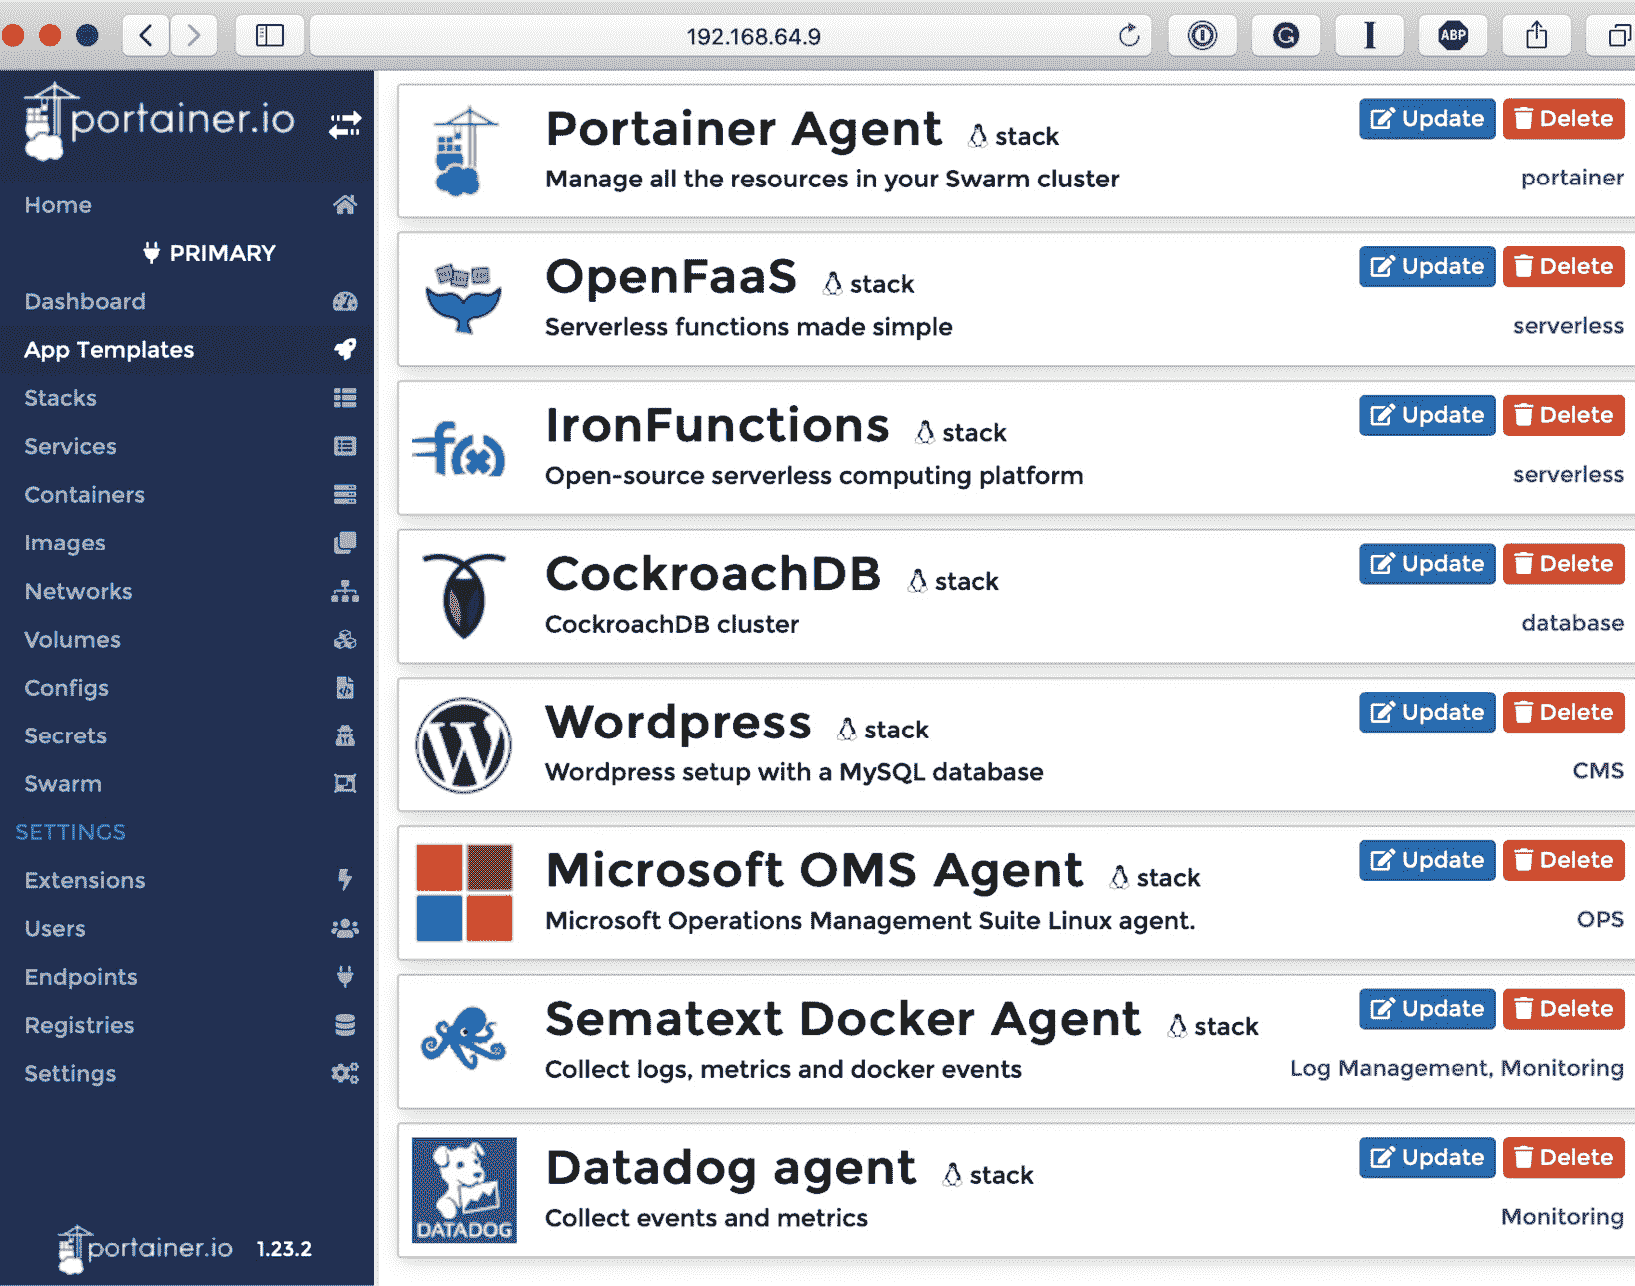 192.168.64.9
ABP
portainer.io
Home
PRIMARY
Dashboard
App Templates
Stacks
Services
Containers
Images
Networks
Volumes
Configs
Secrets
Swarm
SETTINGS
Extensions
Users
Endpoints
Registries
Settings
portainer.io 1.23.2
Portainer Agent stack
Update Delete
Manage all the resources in your Swarm cluster
portainer
OpenFaaS stack
Update Delete
Serverless functions made simple
serverless
IronFunctions stack
Update Delete
f(x)
Open-source serverless computing platform
serverless
CockroachDB stack
Update Delete
CockroachDB cluster
database
Wordpress stack
Update Delete
W
Wordpress setup with a MySQL database
CMS
Microsoft OMS Agent stack
Update Delete
Microsoft Operations Management Suite Linux agent.
OPS
Sematext Docker Agent stack
Update Delete
Collect logs, metrics and docker events
Log Management, Monitoring
Datadog agent stack
Update Delete
DATADOG
Collect events and metrics
Monitoring